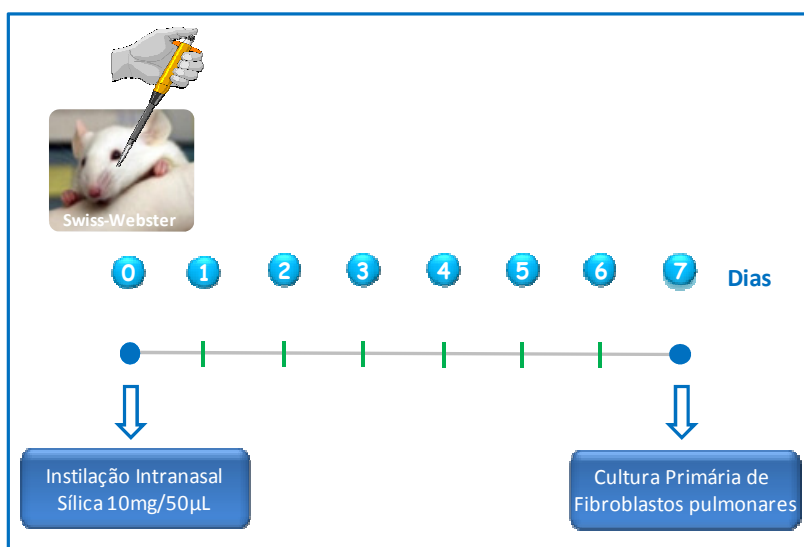 Swiss-Webster
0 1 2 3 4 5 6 7 Dias
Instilação Intranasal
Sílica 10mg/50µL
Cultura Primária de
Fibroblastos pulmonares